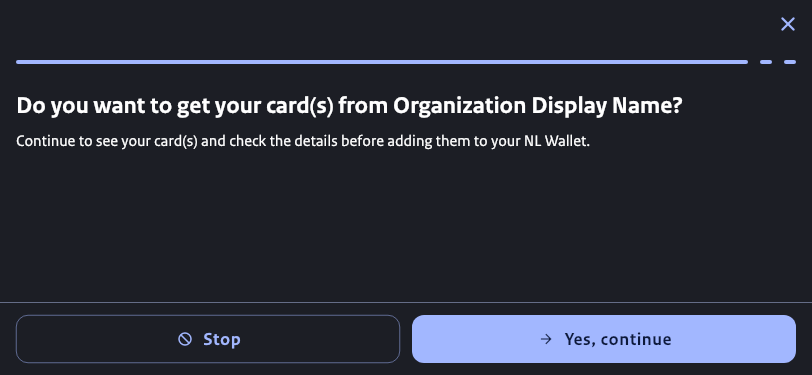 Do you want to get your card(s) from Organization Display Name?
Continue to see your card(s) and check the details before adding them to your NL Wallet.
Stop
Yes, continue